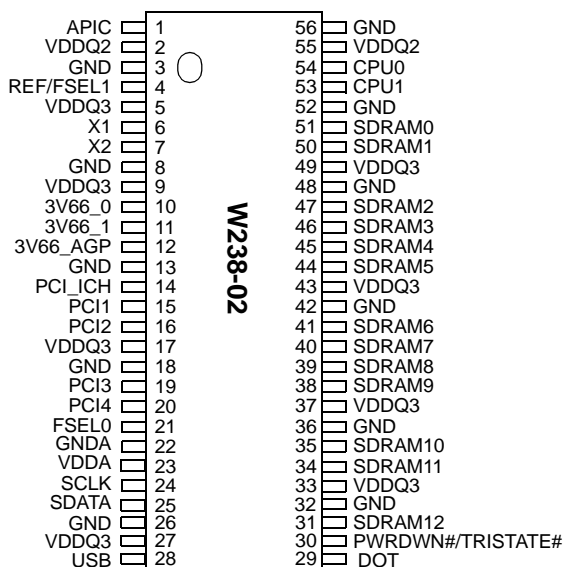 APIC 1 56 GND
VDDQ2 2 55 VDDQ2
GND 3 54 CPU0
REF/FSEL1 4 53 CPU1
VDDQ3 5 52 GND
X1 6 51 SDRAM0
X2 7 50 SDRAM1
GND 8 49 VDDQ3
VDDQ3 9 48 GND
3V66_0 10 47 SDRAM2
3V66_1 11 46 SDRAM3
3V66_AGP 12 45 SDRAM4
GND 13 44 SDRAM5
PCI_ICH 14 43 VDDQ3
PCI1 15 42 GND
PCI2 16 41 SDRAM6
VDDQ3 17 40 SDRAM7
GND 18 39 SDRAM8
PCI3 19 38 SDRAM9
PCI4 20 37 VDDQ3
FSEL0 21 36 GND
GNDA 22 35 SDRAM10
VDDA 23 34 SDRAM11
SCLK 24 33 VDDQ3
SDATA 25 32 GND
GND 26 31 SDRAM12
VDDQ3 27 30 PWRDWN#/TRISTATE#
USB 28 29 DOT
W238-02